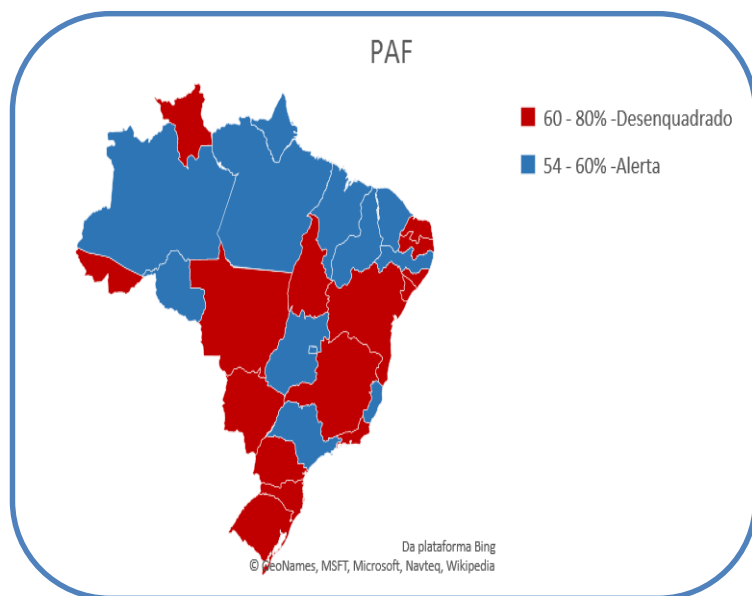 PAF
60 - 80% -Desenquadrado
54 - 60% -Alerta
Da plataforma Bing
© GeoNames, MSFT, Microsoft, Navteq, Wikipedia